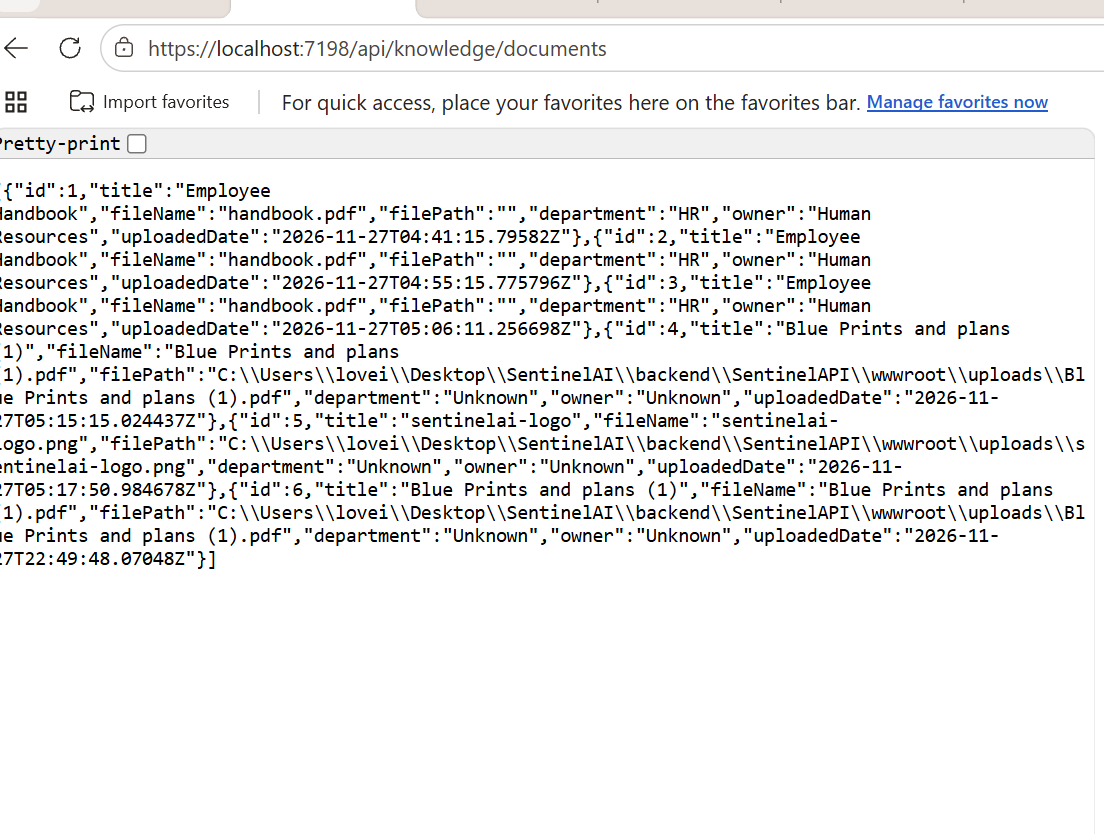 https://localhost:7198/api/knowledge/documents
Import favorites
For quick access, place your favorites here on the favorites bar. Manage favorites now
Pretty-print
[{"id":1,"title":"Employee
Handbook","fileName":"handbook.pdf","filePath":"","department":"HR","owner":"Human
Resources","uploadedDate":"2026-11-27T04:41:15.79582Z"},{"id":2,"title":"Employee
Handbook","fileName":"handbook.pdf","filePath":"","department":"HR","owner":"Human
Resources","uploadedDate":"2026-11-27T04:55:15.775796Z"},{"id":3,"title":"Employee
Handbook","fileName":"handbook.pdf","filePath":"","department":"HR","owner":"Human
Resources","uploadedDate":"2026-11-27T05:06:11.256698Z"},{"id":4,"title":"Blue Prints and plans
(1)","fileName":"Blue Prints and plans
(1).pdf","filePath":"C:\\Users\\lovei\\Desktop\\SentinelAI\\backend\\SentinelAPI\\wwwroot\\uploads\\Bl
ue Prints and plans (1).pdf","department":"Unknown","owner":"Unknown","uploadedDate":"2026-11-
27T05:15:15.024437Z"},{"id":5,"title":"sentinelai-logo","fileName":"sentinelai-
logo.png","filePath":"C:\\Users\\lovei\\Desktop\\SentinelAI\\backend\\SentinelAPI\\wwwroot\\uploads\\s
entinelai-logo.png","department":"Unknown","owner":"Unknown","uploadedDate":"2026-11-
27T05:17:50.984678Z"},{"id":6,"title":"Blue Prints and plans (1)","fileName":"Blue Prints and plans
(1).pdf","filePath":"C:\\Users\\lovei\\Desktop\\SentinelAI\\backend\\SentinelAPI\\wwwroot\\uploads\\Bl
ue Prints and plans (1).pdf","department":"Unknown","owner":"Unknown","uploadedDate":"2026-11-
27T22:49:48.07048Z"}]